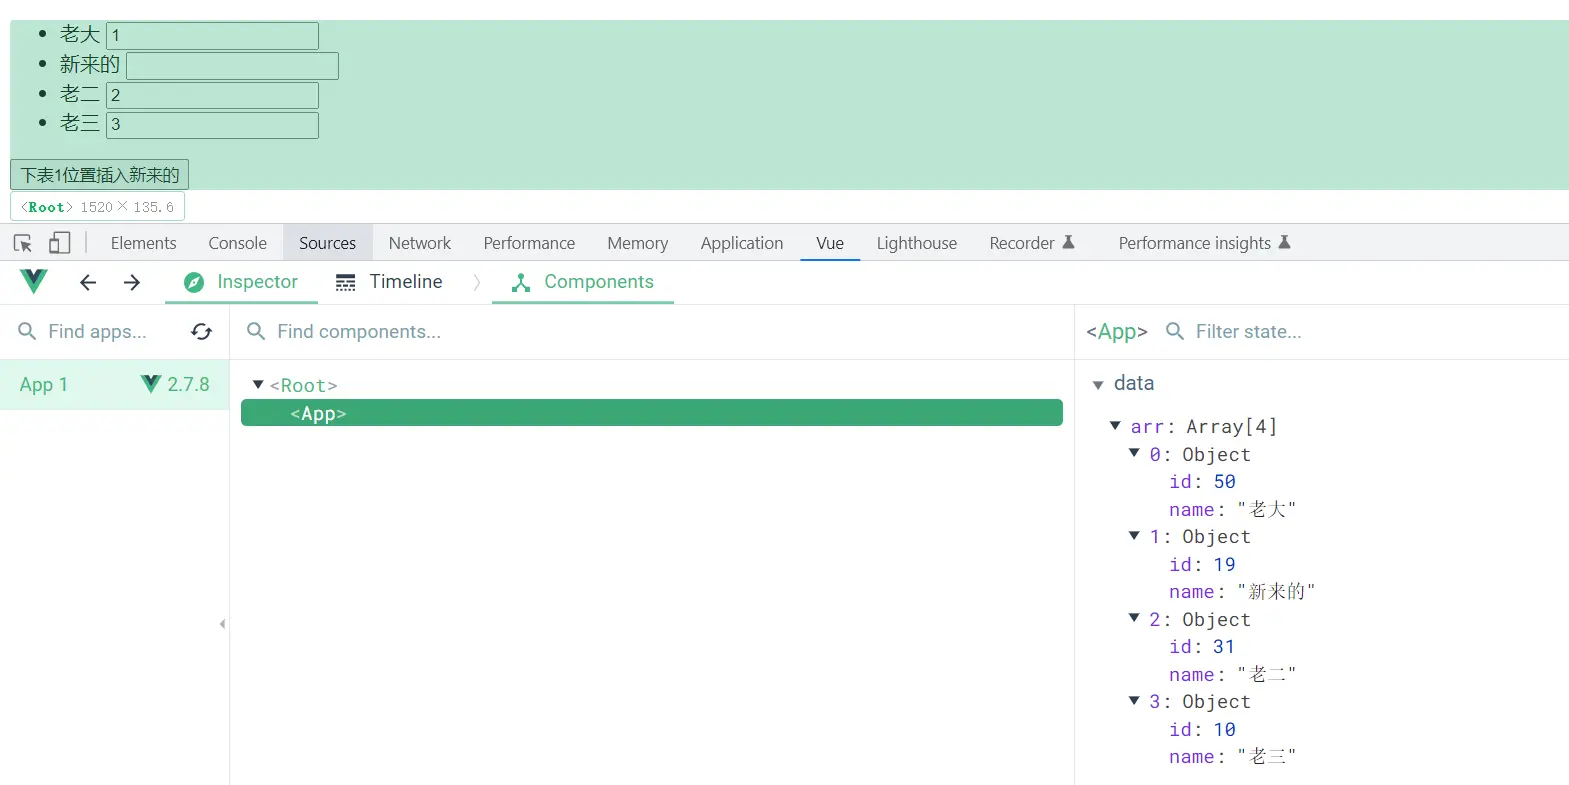 老大 1
新来的
老二 2
老三 3
下表1位置插入新来的
<Root> 1520 × 135.6
Elements Console Sources Network Performance Memory Application Vue Lighthouse Recorder Performance insights
Inspector Timeline Components
Find apps... Find components... <App> Filter state...
App 1 2.7.8 <Root> data
<App>
arr: Array[4]
0: Object
id: 50
name: "老大"
1: Object
id: 19
name: "新来的"
2: Object
id: 31
name: "老二"
3: Object
id: 10
name: "老三"